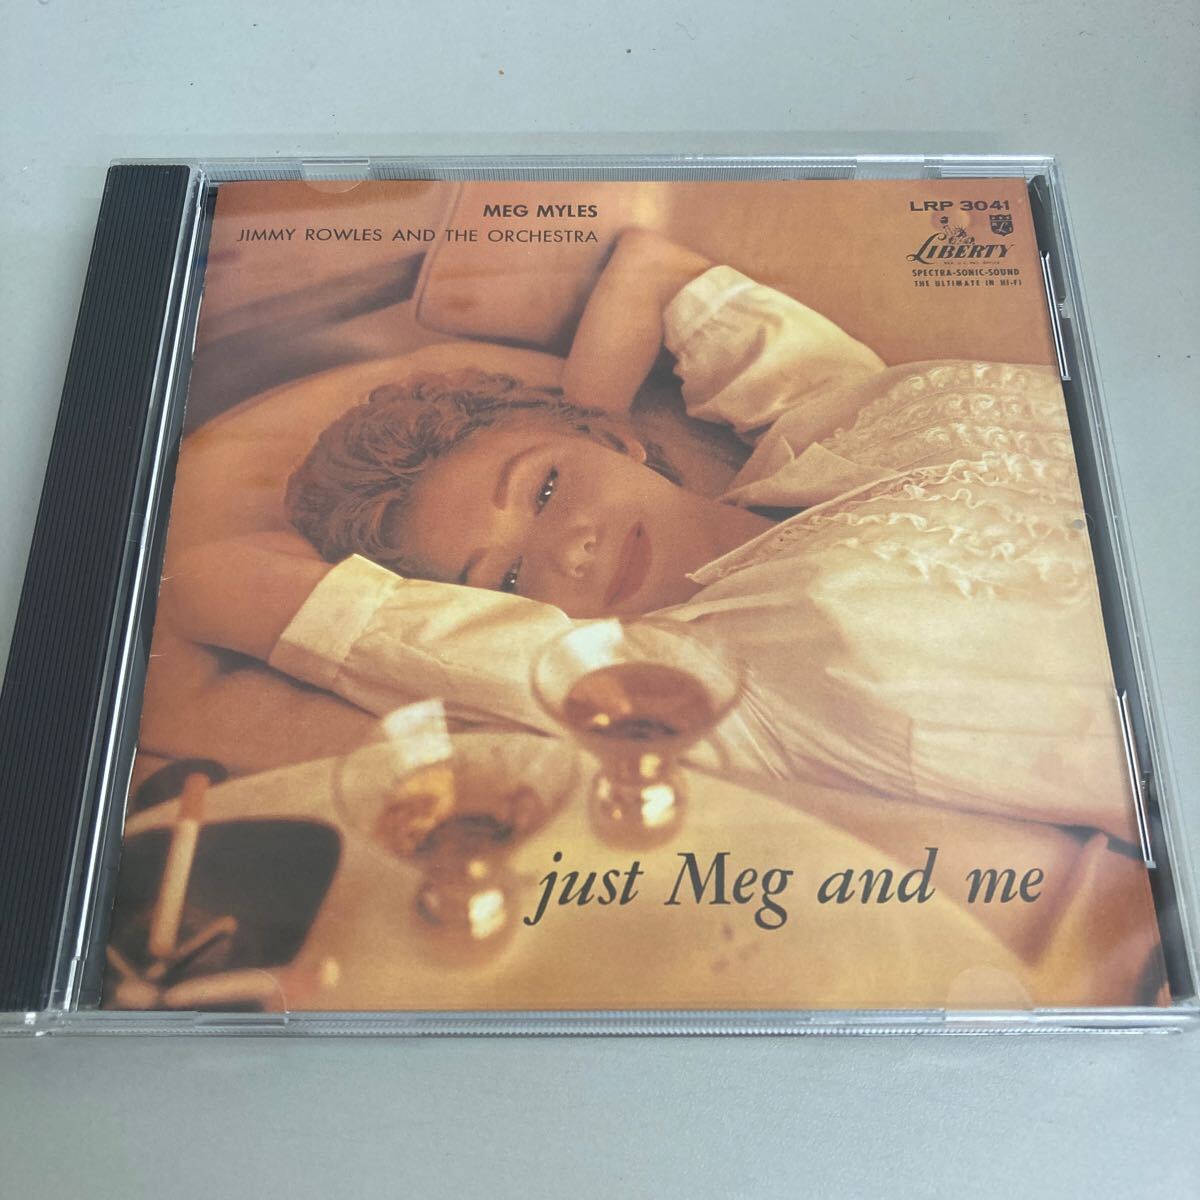 MEG MYLES
JIMMY ROWLES AND THE ORCHESTRA
LRP 3041
LIBERTY
SPECTRA-SONIC-SOUND
THE ULTIMATE IN HI-FI
just Meg and me